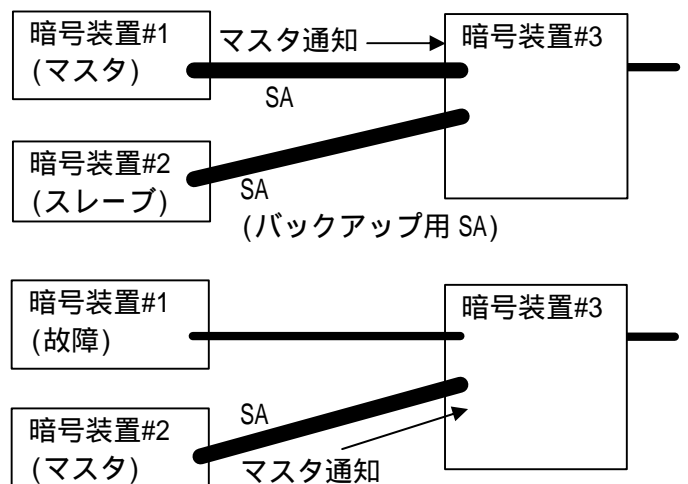 暗号装置#1
(マスタ)
マスタ通知
暗号装置#3
SA
暗号装置#2
(スレーブ)
SA
(バックアップ用 SA)
暗号装置#1
(故障)
暗号装置#3
SA
暗号装置#2
(マスタ)
マスタ通知